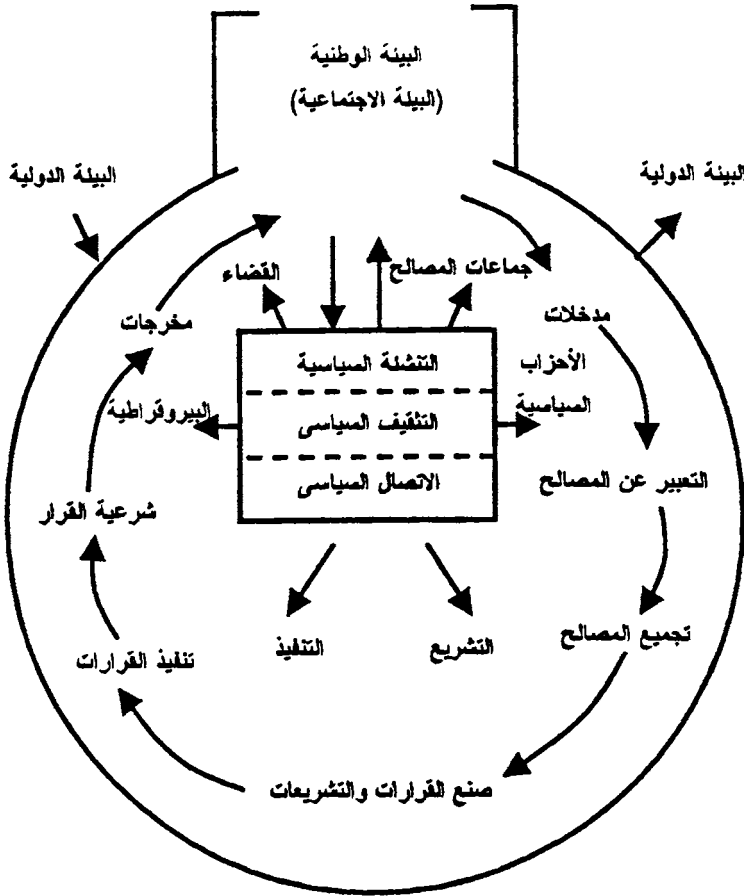 البيئة الوطنية
(البيئة الاجتماعية)
البيئة الدولية
البيئة الدولية
جماعات المصالح
القضاء
مدخلات
مخرجات
التنشئة السياسية
الأحزاب
السياسية
التثقيف السياسى
البيروقراطية
الاتصال السياسى
التعبير عن المصالح
شرعية القرار
تجميع المصالح
التشريع
التنفيذ
تنفيذ القرارات
صنع القرارات والتشريعات